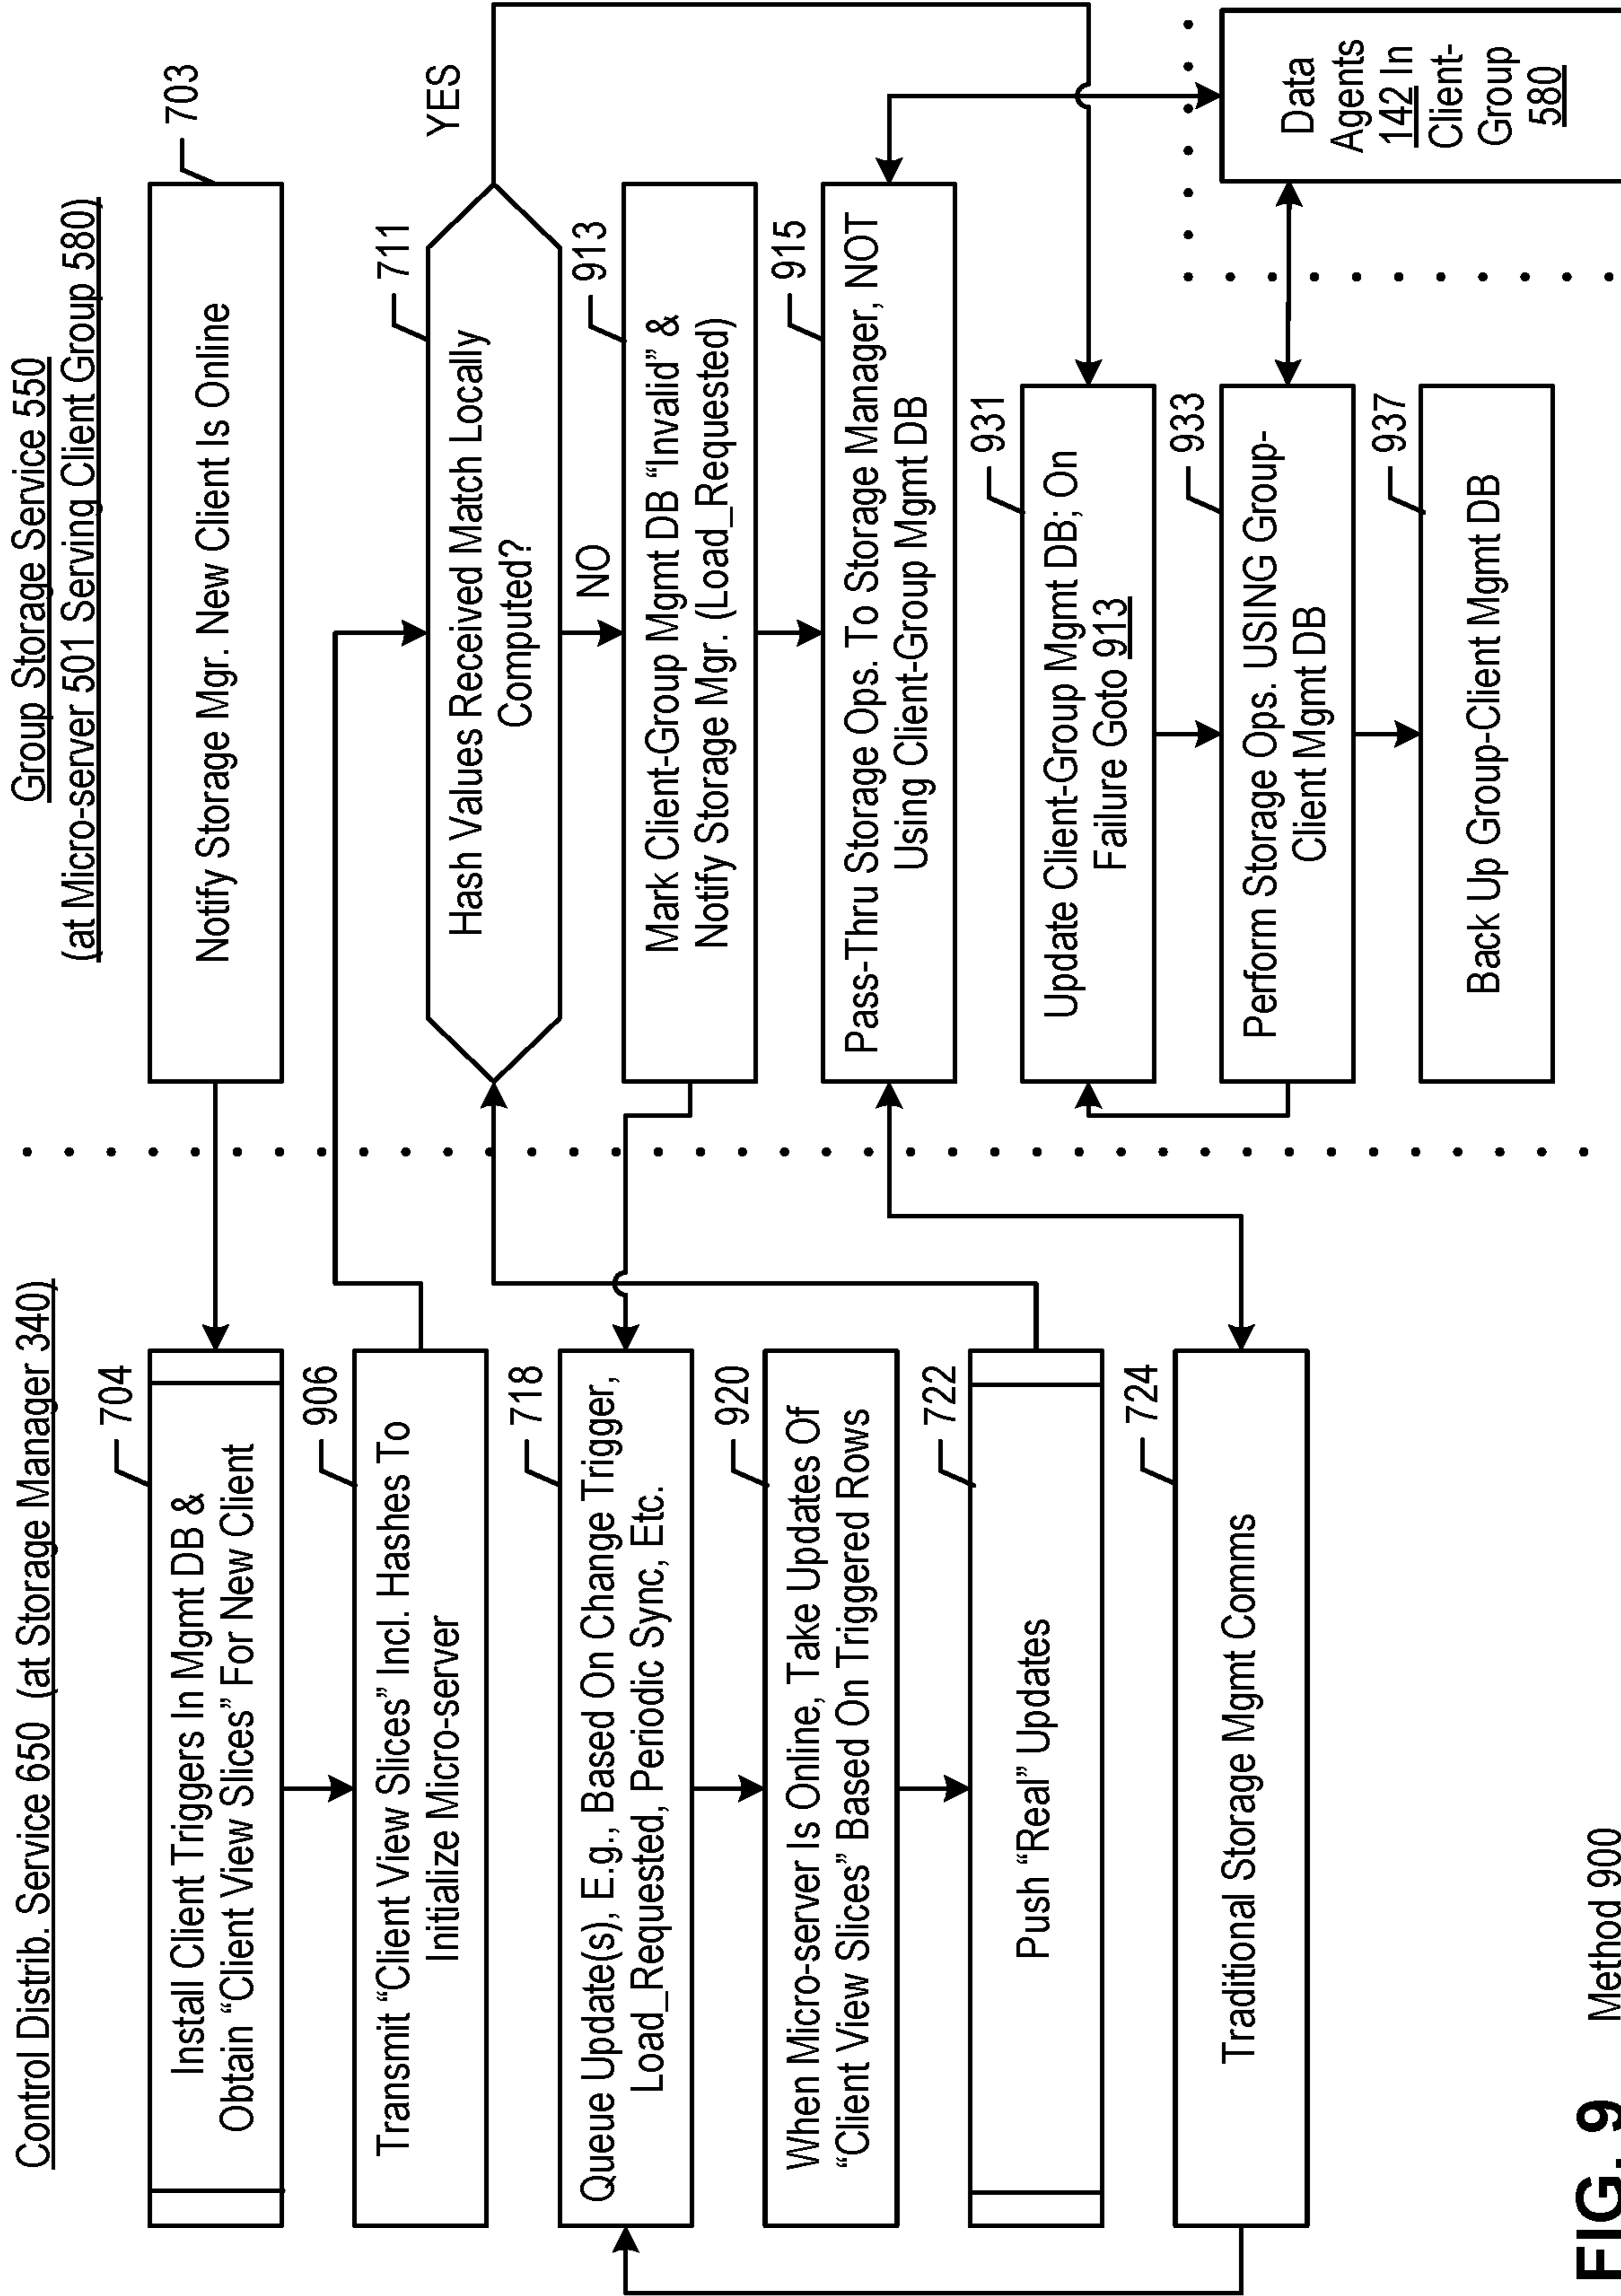 Control Distrib. Service 650 (at Storage Manager 340)
704
Install Client Triggers In Mgmt DB &
Obtain “Client View Slices” For New Client
906
Transmit “Client View Slices” Incl. Hashes To
Initialize Micro-server
718
Queue Update(s), E.g., Based On Change Trigger,
Load_Requested, Periodic Sync, Etc.
920
When Micro-server Is Online, Take Updates Of
“Client View Slices” Based On Triggered Rows
722
Push “Real” Updates
724
Traditional Storage Mgmt Comms
Group Storage Service 550
(at Micro-server 501 Serving Client Group 580)
703
Notify Storage Mgr. New Client Is Online
711
Hash Values Received Match Locally
Computed?
YES
NO
913
Mark Client-Group Mgmt DB “Invalid” &
Notify Storage Mgr. (Load_Requested)
915
Pass-Thru Storage Ops. To Storage Manager, NOT
Using Client-Group Mgmt DB
931
Update Client-Group Mgmt DB; On
Failure Goto 913
933
Perform Storage Ops. USING Group-
Client Mgmt DB
937
Back Up Group-Client Mgmt DB
Data
Agents
142 In
Client-
Group
580
FIG. 9 Method 900